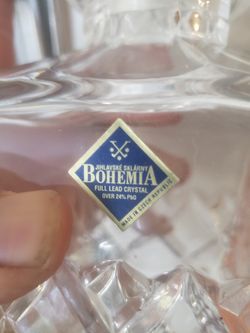 JIHLAVSKÉ SKLÁRNY
BOHEMIA
FULL LEAD CRYSTAL
OVER 24% PbO
MADE IN CZECH REPUBLIC